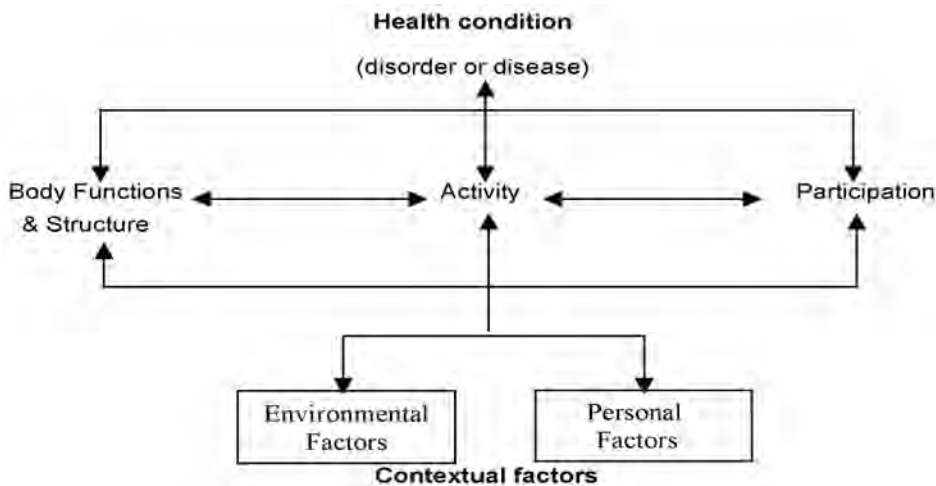 Health condition
(disorder or disease)
Body Functions
& Structure
Activity
Participation
Environmental
Factors
Personal
Factors
Contextual factors